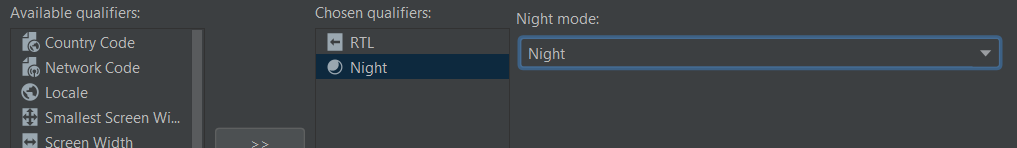 Available qualifiers:
Country Code
Network Code
Locale
Smallest Screen Wi...
Screen Width
>>
Chosen qualifiers:
RTL
Night
Night mode:
Night